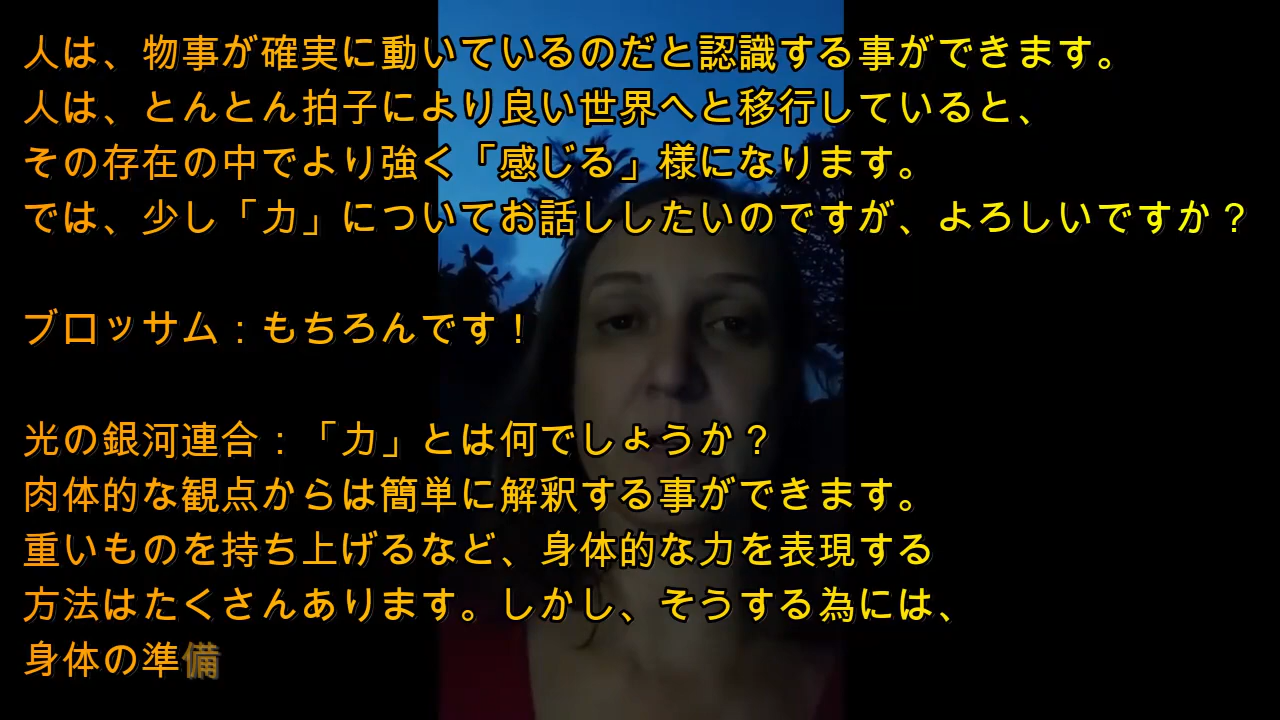 人は、物事が確実に動いているのだと認識する事ができます。
人は、とんとん拍子により良い世界へと移行していると、
その存在の中でより強く「感じる」様になります。
では、少し「力」についてお話ししたいのですが、よろしいですか？
ブロッサム：もちろんです！
光の銀河連合：「力」とは何でしょうか？
肉体的な観点からは簡単に解釈する事ができます。
重いものを持ち上げるなど、身体的な力を表現する
方法はたくさんあります。しかし、そうする為には、
身体の準備